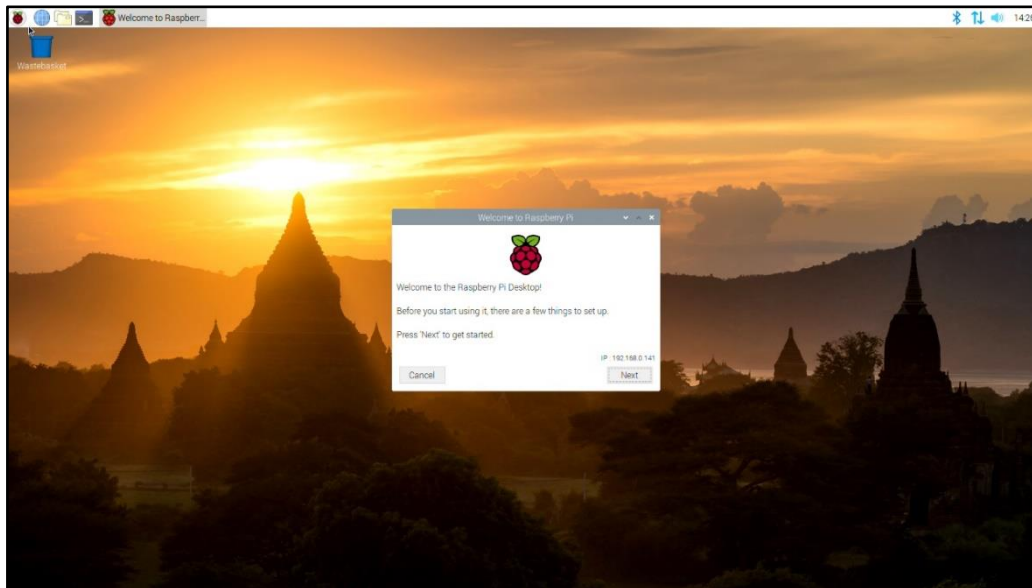 Welcome to Raspberr...
Wastebasket
Welcome to Raspberry Pi
Welcome to the Raspberry Pi Desktop!
Before you start using it, there are a few things to set up.
Press 'Next' to get started.
IP : 192.168.0.141
Cancel
Next